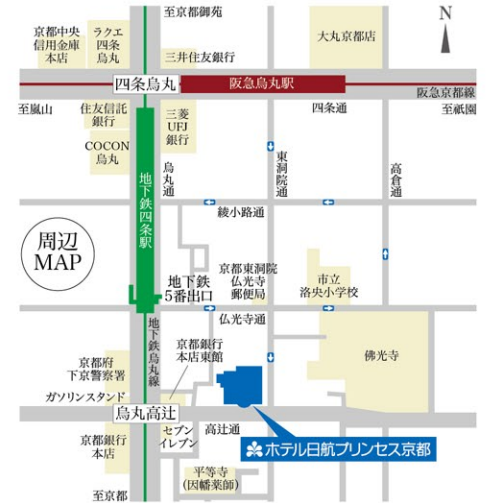 至京都御苑
N
京都中央
信用金庫
本店
ラクエ
四条
烏丸
三井住友銀行
大丸京都店
四条烏丸
阪急烏丸駅
阪急京都線
至嵐山
住友信託
銀行
三菱
UFJ
銀行
四条通
至祇園
COCON
烏丸
烏丸通
東洞院通
高倉通
地下鉄四条駅
綾小路通
周辺
MAP
地下鉄
5番出口
京都東洞院
仏光寺
郵便局
市立
洛央小学校
仏光寺通
地下鉄烏丸線
京都銀行
本店東館
佛光寺
京都府
下京警察署
ガソリンスタンド
烏丸高辻
セブン
イレブン
高辻通
ホテル日航プリンセス京都
京都銀行
本店
平等寺
(因幡薬師)
至京都